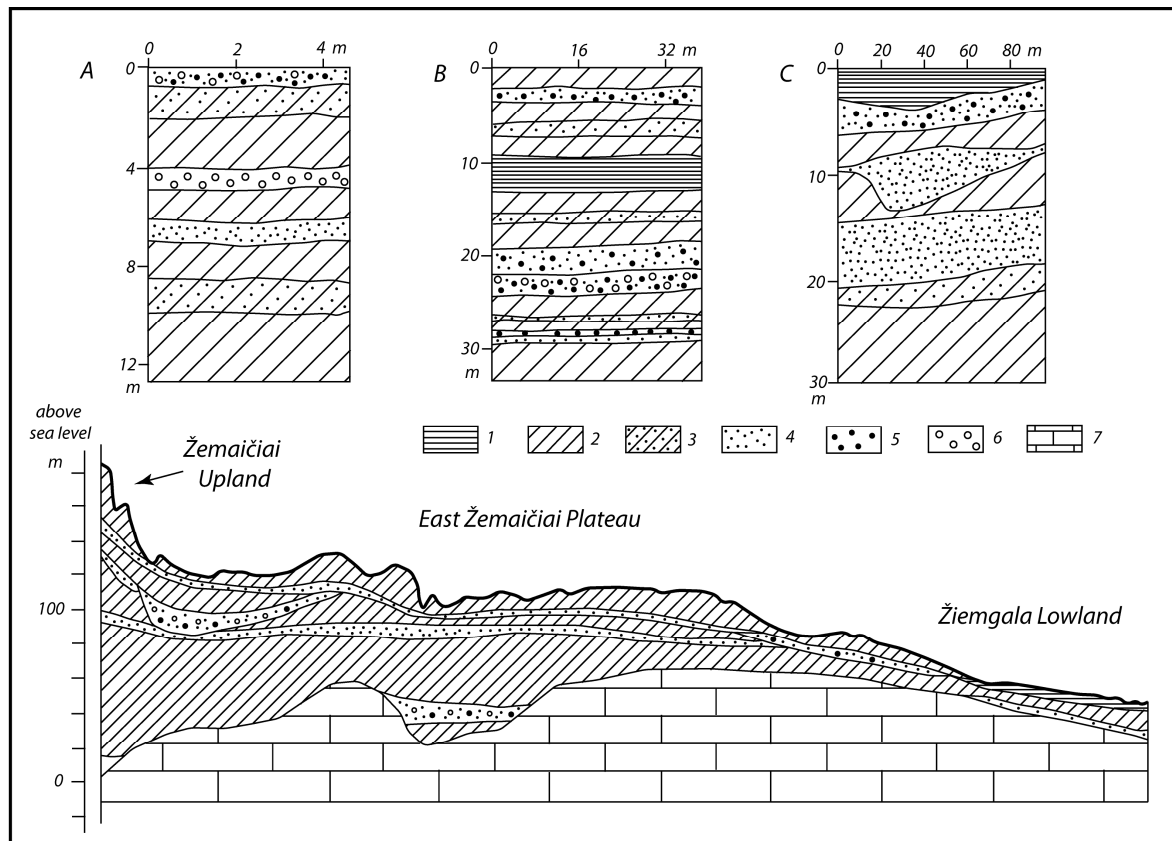 A
0 2 4 m
0
4
8
12
m
B
0 16 32 m
0
10
20
30
m
C
0 20 40 60 80 m
0
10
20
30
m
1 2 3 4 5 6 7
above
sea level
m
100
0
Žemaičiai
Upland
East Žemaičiai Plateau
Žiemgala Lowland